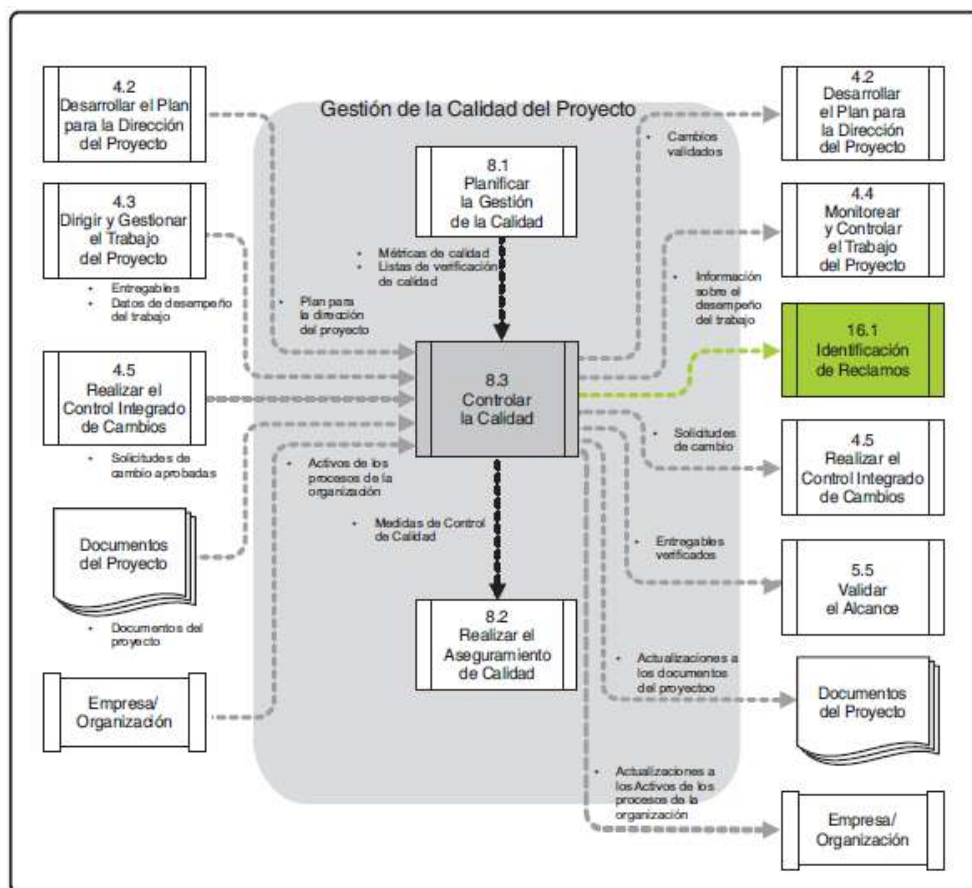 Gestión de la Calidad del Proyecto
4.2
Desarrollar el Plan
para la Dirección
del Proyecto
4.3
Dirigir y Gestionar
el Trabajo
del Proyecto
• Entregables
• Datos de desempeño
del trabajo
4.5
Realizar el
Control Integrado
de Cambios
• Solicitudes de
cambio aprobadas
Documentos
del Proyecto
• Documentos del
proyecto
Empresa/
Organización
8.1
Planificar
la Gestión
de la Calidad
• Métricas de calidad
• Listas de verificación
de calidad
• Plan para
la dirección
del proyecto
8.3
Controlar
la Calidad
• Activos de los
procesos de la
organización
• Medidas de Control
de Calidad
8.2
Realizar el
Aseguramiento
de Calidad
• Cambios
validados
• Información
sobre el
desempeño
del trabajo
• Solicitudes
de cambio
• Entregables
verificados
• Actualizaciones a
los documentos
del proyectoo
• Actualizaciones a
los Activos de los
procesos de la
organización
4.2
Desarrollar
el Plan para
la Dirección
del Proyecto
4.4
Monitorear
y Controlar
el Trabajo
del Proyecto
16.1
Identificación
de Reclamos
4.5
Realizar el
Control Integrado
de Cambios
5.5
Validar
el Alcance
Documentos
del Proyecto
Empresa/
Organización